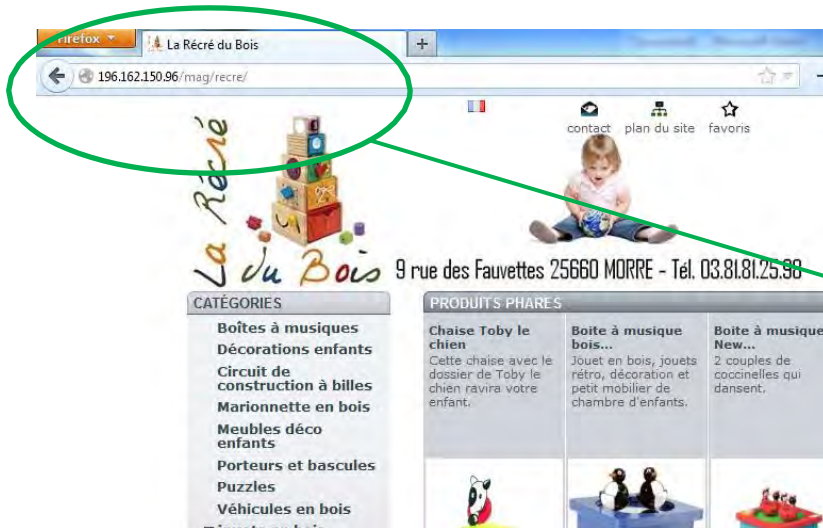 Firefox
La Récré du Bois
196.162.150.96/mag/recre/
contact plan du site favoris
La Récré
du Bois
9 rue des Fauvettes 25660 MORRE - Tél. 03.81.81.25.98
CATÉGORIES
Boîtes à musiques
Décorations enfants
Circuit de
construction à billes
Marionnette en bois
Meubles déco
enfants
Porteurs et bascules
Puzzles
Véhicules en bois
PRODUITS PHARES
Chaise Toby le
chien
Cette chaise avec le
dossier de Toby le
chien ravira votre
enfant.
Boite à musique
bois...
Jouet en bois, jouets
rétro, décoration et
petit mobilier de
chambre d'enfants.
Boite à musique
New...
2 couples de
coccinelles qui
dansent.